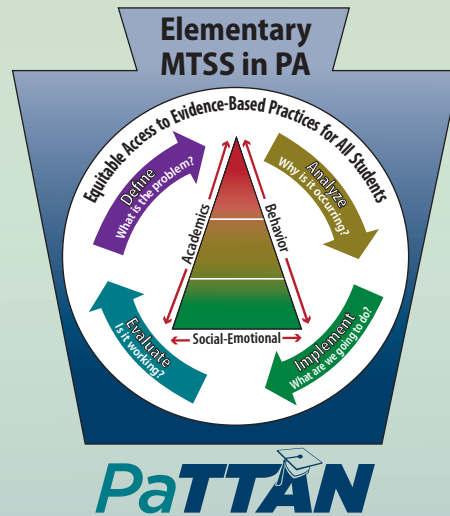 Elementary
MTSS in PA
Equitable Access to Evidence-Based Practices for All Students
Define
What is the problem?
Analyze
Why is it occurring?
Academics
Behavior
Social-Emotional
Evaluate
Is it working?
Implement
What are we going to do?
PaTTAN